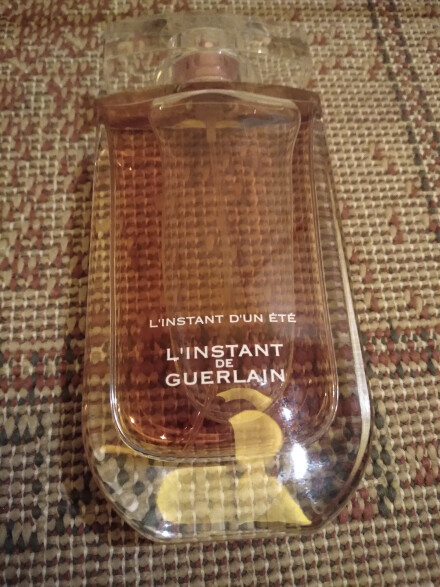 L'INSTANT D'UN ÉTÉ
L'INSTANT
DE
GUERLAIN